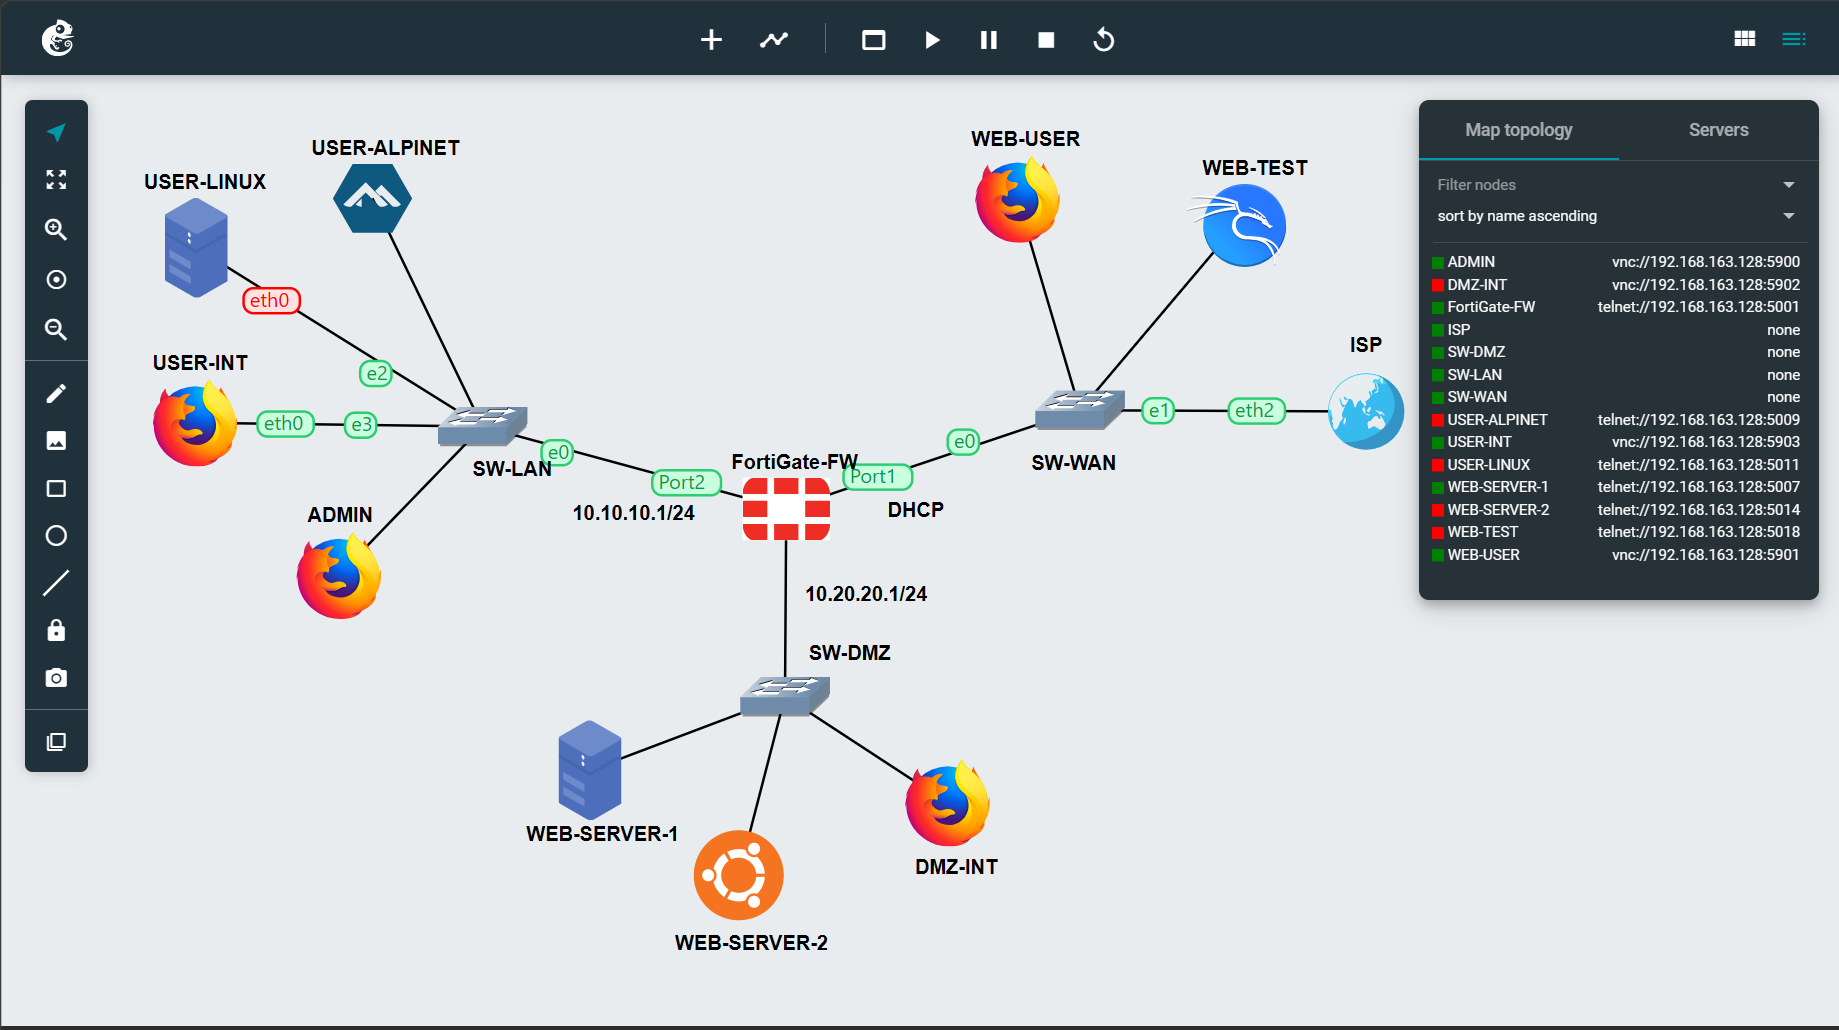 USER-ALPINET
USER-LINUX
eth0
e2
USER-INT
eth0
e3
e0
SW-LAN
ADMIN
Port2
10.10.10.1/24
FortiGate-FW
Port1
DHCP
e0
WEB-USER
WEB-TEST
ISP
e1
eth2
SW-WAN
10.20.20.1/24
SW-DMZ
WEB-SERVER-1
WEB-SERVER-2
DMZ-INT
Map topology
Servers
Filter nodes
sort by name ascending
ADMIN vnc://192.168.163.128:5900
DMZ-INT vnc://192.168.163.128:5902
FortiGate-FW telnet://192.168.163.128:5001
ISP none
SW-DMZ none
SW-LAN none
SW-WAN none
USER-ALPINET telnet://192.168.163.128:5009
USER-INT vnc://192.168.163.128:5903
USER-LINUX telnet://192.168.163.128:5011
WEB-SERVER-1 telnet://192.168.163.128:5007
WEB-SERVER-2 telnet://192.168.163.128:5014
WEB-TEST telnet://192.168.163.128:5018
WEB-USER vnc://192.168.163.128:5901